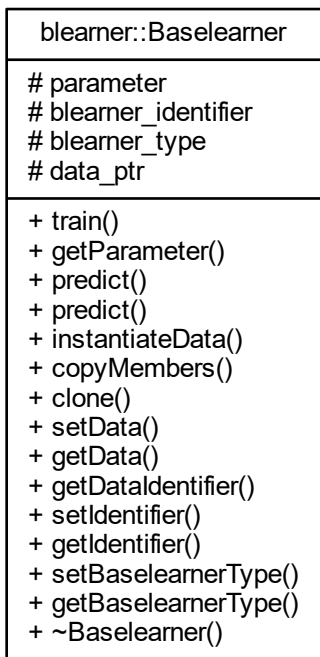 blearner::Baselearner
# parameter
# blearner_identifier
# blearner_type
# data_ptr
+ train()
+ getParameter()
+ predict()
+ predict()
+ instantiateData()
+ copyMembers()
+ clone()
+ setData()
+ getData()
+ getDataIdentifier()
+ setIdentifier()
+ getIdentifier()
+ setBaselearnerType()
+ getBaselearnerType()
+ ~Baselearner()